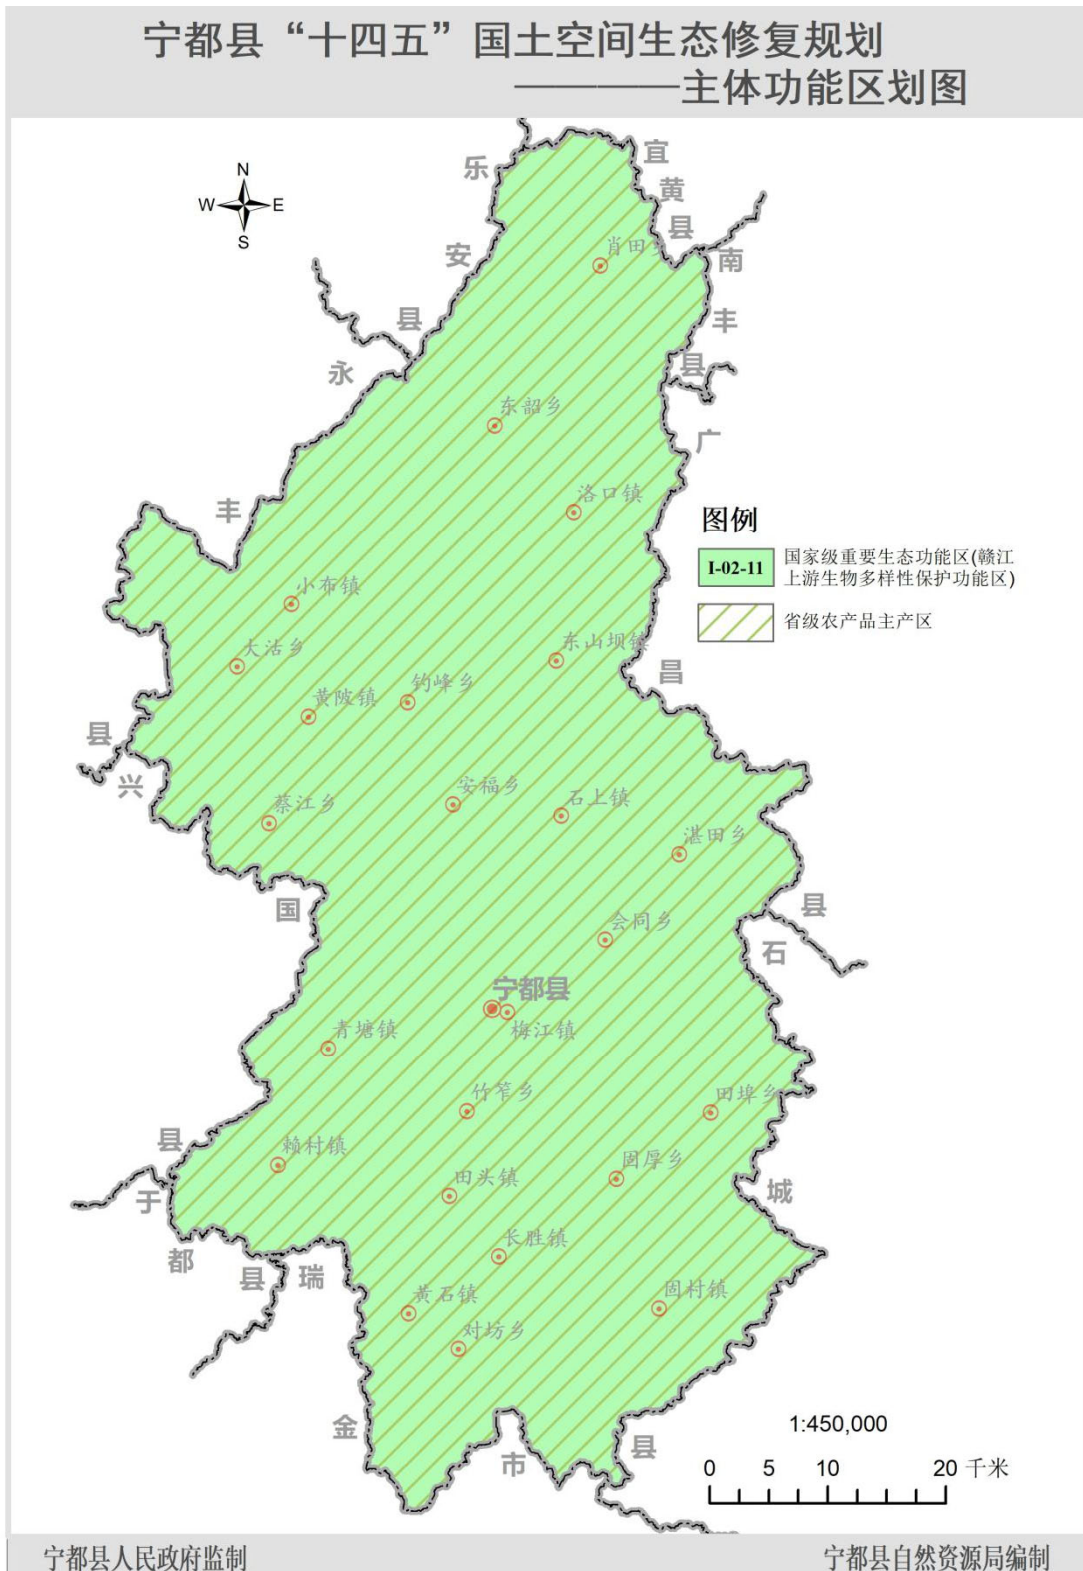 宁都县“十四五”国土空间生态修复规划
————主体功能区划图
N
W E
S
乐安县
宜黄县
南丰县
永丰县
广昌县
兴国县
石城县
于都县
瑞金市
肖田乡
东韶乡
洛口镇
图例
I-02-11 国家级重要生态功能区(赣江
上游生物多样性保护功能区)
省级农产品主产区
小布镇
东山坝镇
大沽乡
钓峰乡
黄陂镇
安福乡
石上镇
蔡江乡
湛田乡
会同乡
宁都县
梅江镇
青塘镇
竹笮乡
田埠乡
赖村镇
固厚乡
田头镇
长胜镇
黄石镇
固村镇
对坊乡
1:450,000
0 5 10 20 千米
宁都县人民政府监制 宁都县自然资源局编制